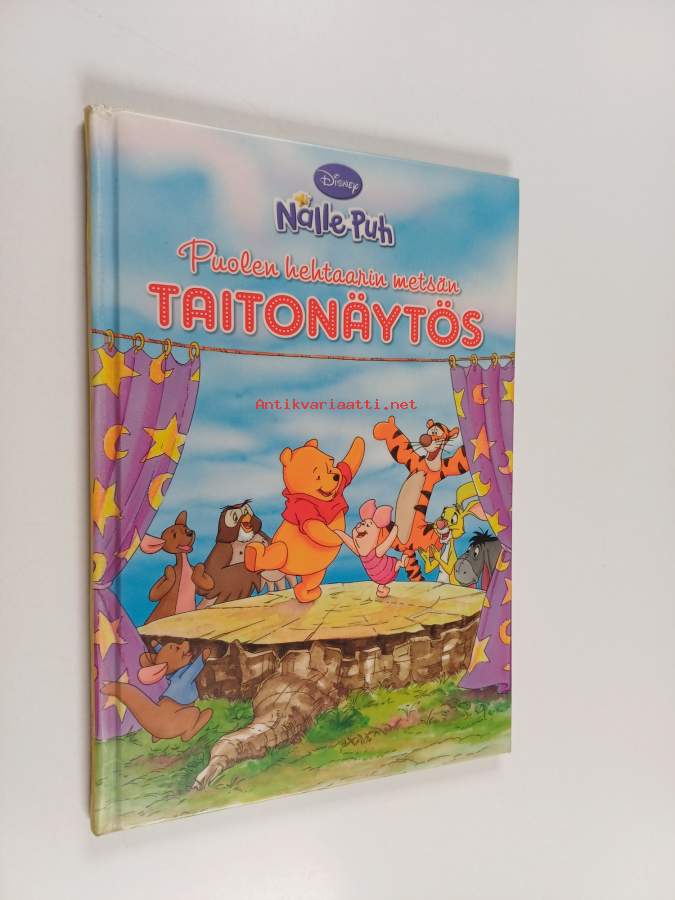 Disney
Nalle Puh
Puolen hehtaarin metsän
TAITONÄYTÖS
Antikvariaatti.net